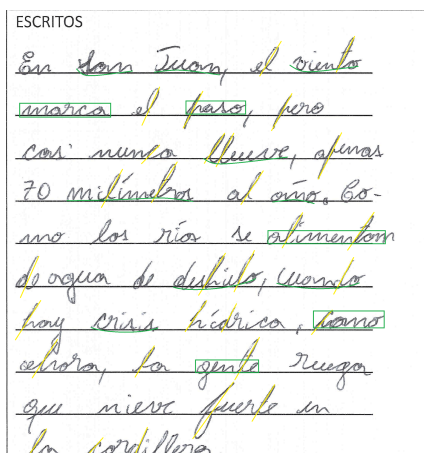 ESCRITOS
En San Juan, el viento
marca el paso, pero
casi nunca llueve, apenas
70 milímetros al año. Co-
mo los ríos se alimentan
de agua de deshielo, cuando
hay crisis hídrica, como
ahora, la gente ruega
que nieve fuerte en
la cordillera